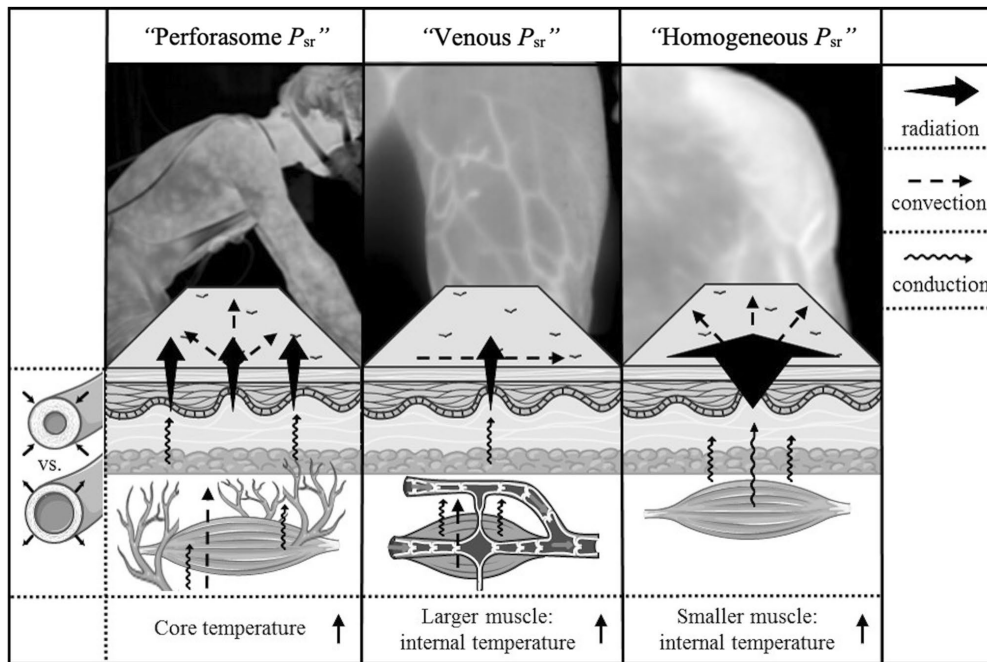 “Perforasome Psr”
“Venous Psr”
“Homogeneous Psr”
radiation
convection
conduction
vs.
Core temperature
Larger muscle:
internal temperature
Smaller muscle:
internal temperature